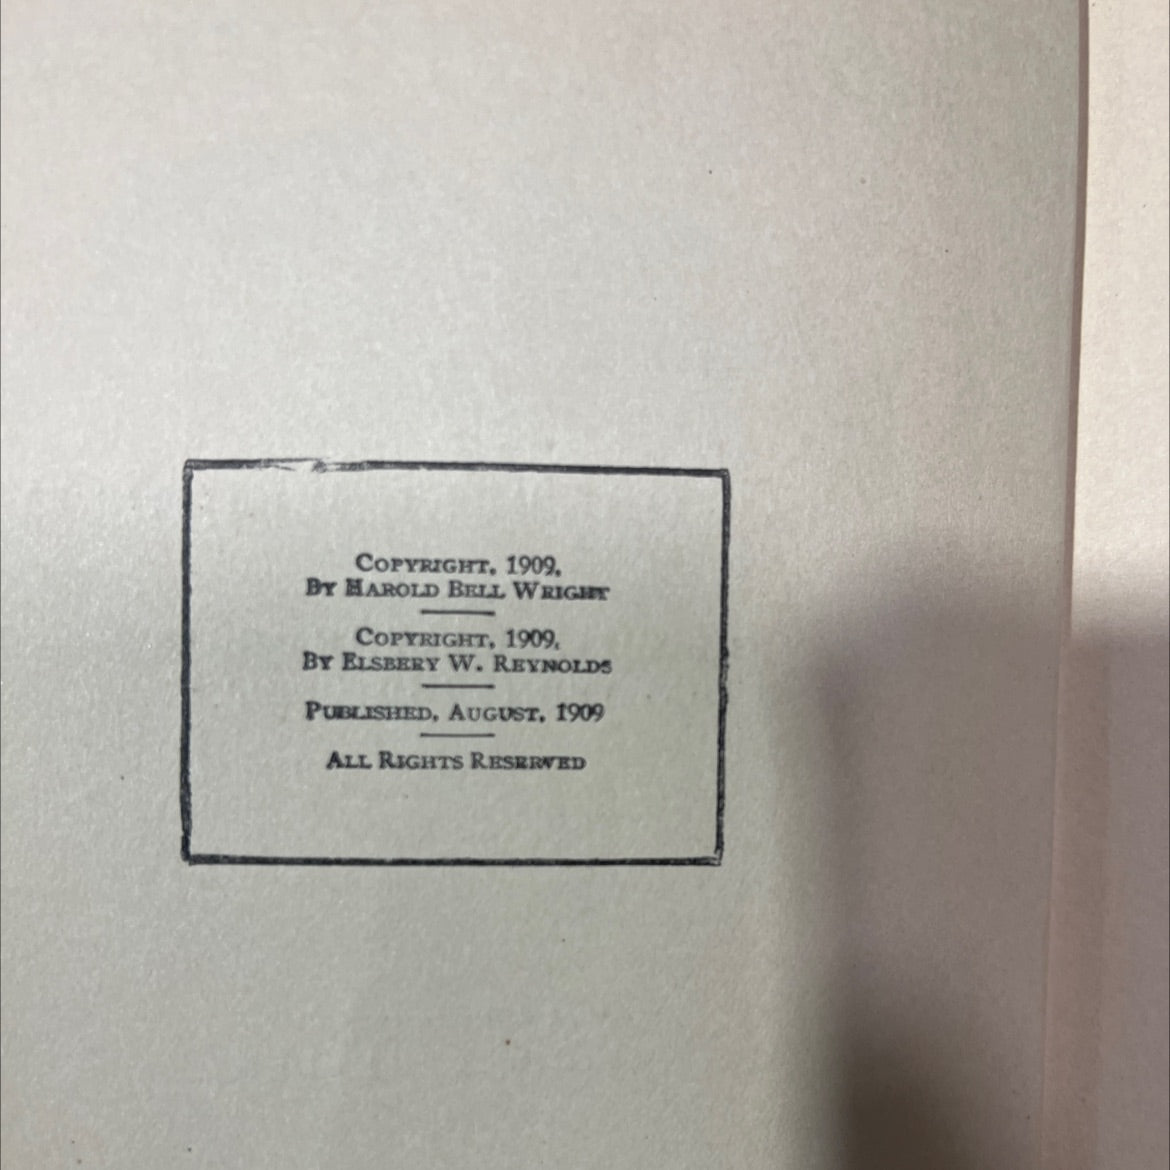 COPYRIGHT, 1909,
BY HAROLD BELL WRIGHT
COPYRIGHT, 1909,
BY ELSBERY W. REYNOLDS
PUBLISHED, AUGUST, 1909
ALL RIGHTS RESERVED